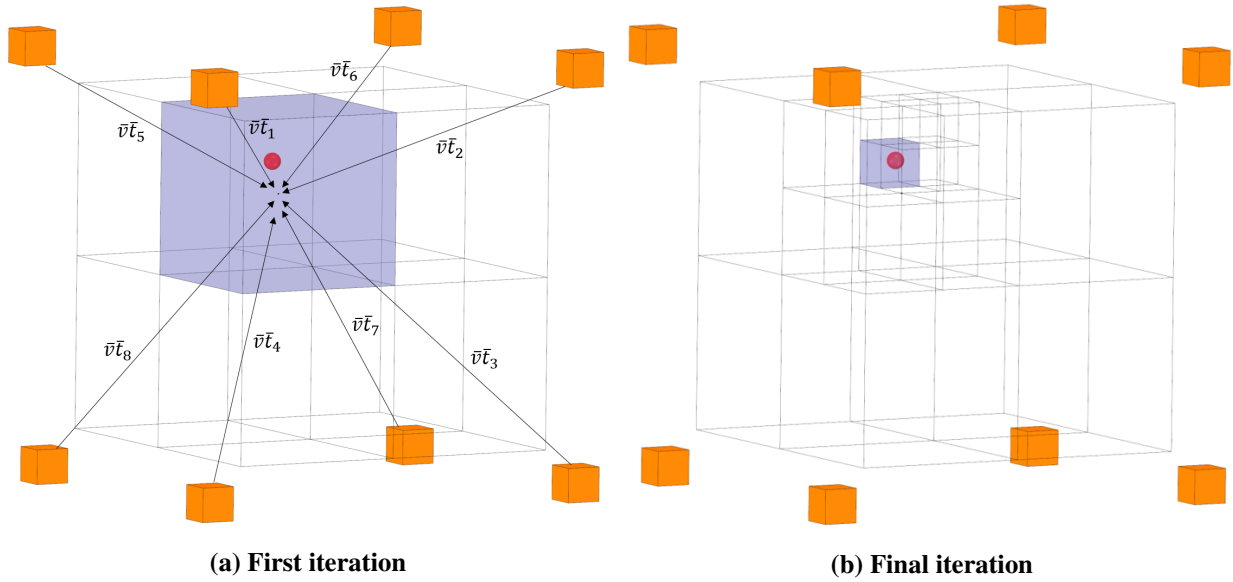 v̄t̄₆
v̄t̄₅
v̄t̄₁
v̄t̄₂
v̄t̄₇
v̄t̄₈
v̄t̄₄
v̄t̄₃
(a) First iteration
(b) Final iteration